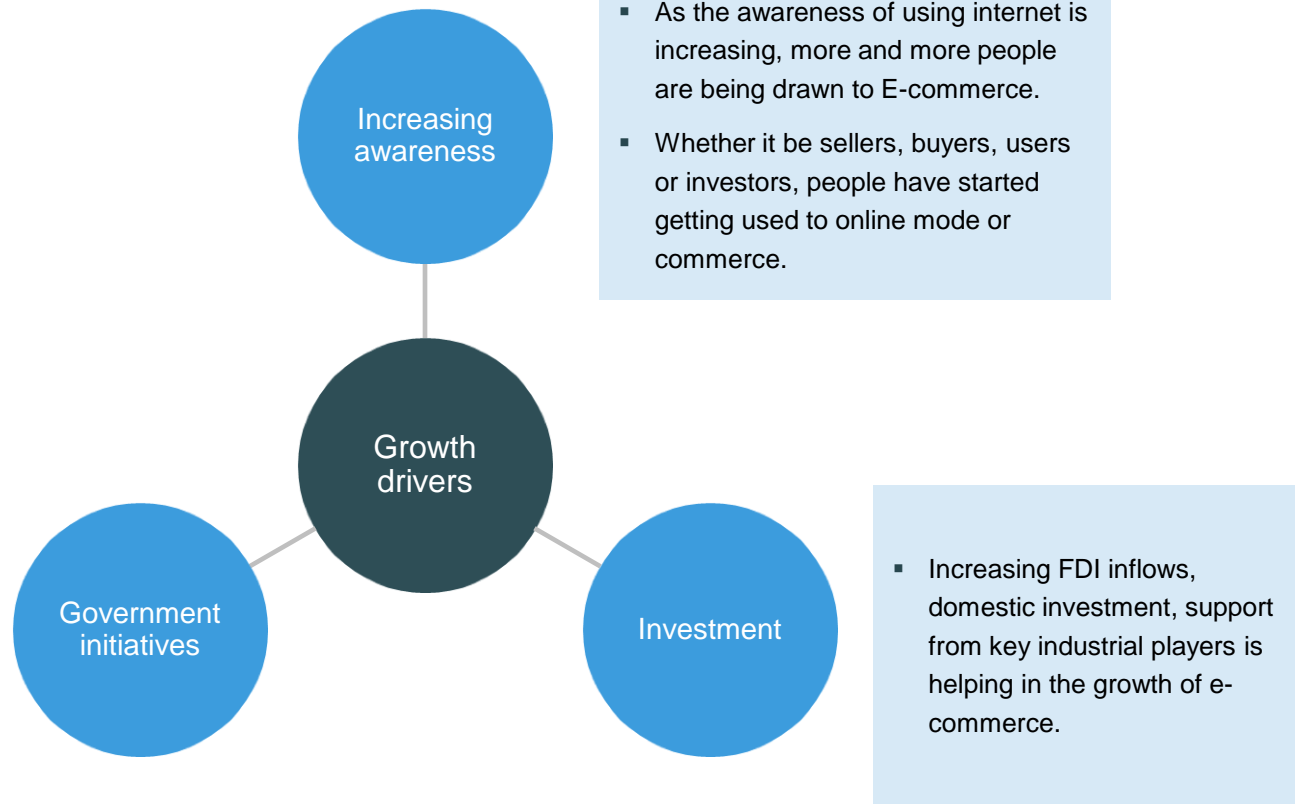 ▪ As the awareness of using internet is
increasing, more and more people
are being drawn to E-commerce.
▪ Whether it be sellers, buyers, users
or investors, people have started
getting used to online mode or
commerce.
Increasing
awareness
Growth
drivers
Government
initiatives
Investment
▪ Increasing FDI inflows,
domestic investment, support
from key industrial players is
helping in the growth of e-
commerce.